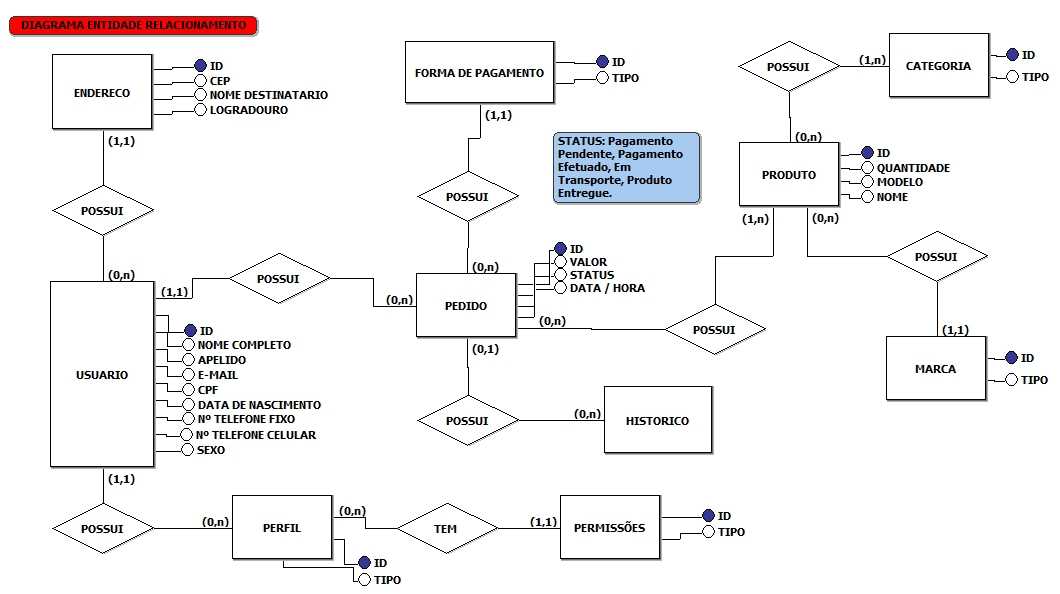 DIAGRAMA ENTIDADE RELACIONAMENTO
ENDERECO
ID
CEP
NOME DESTINATARIO
LOGRADOURO
(1,1)
POSSUI
(0,n)
FORMA DE PAGAMENTO
ID
TIPO
(1,1)
POSSUI
(0,n)
STATUS: Pagamento
Pendente, Pagamento
Efetuado, Em
Transporte, Produto
Entregue.
POSSUI
(1,n)
CATEGORIA
ID
TIPO
(0,n)
PRODUTO
ID
QUANTIDADE
MODELO
NOME
(1,n)
(0,n)
POSSUI
(1,1)
MARCA
ID
TIPO
USUARIO
(1,1)
POSSUI
(0,n)
PEDIDO
ID
VALOR
STATUS
DATA / HORA
(0,n)
POSSUI
ID
NOME COMPLETO
APELIDO
E-MAIL
CPF
DATA DE NASCIMENTO
Nº TELEFONE FIXO
Nº TELEFONE CELULAR
SEXO
(0,1)
POSSUI
(0,n)
HISTORICO
(1,1)
POSSUI
(0,n)
PERFIL
(0,n)
TEM
(1,1)
PERMISSÕES
ID
TIPO
ID
TIPO